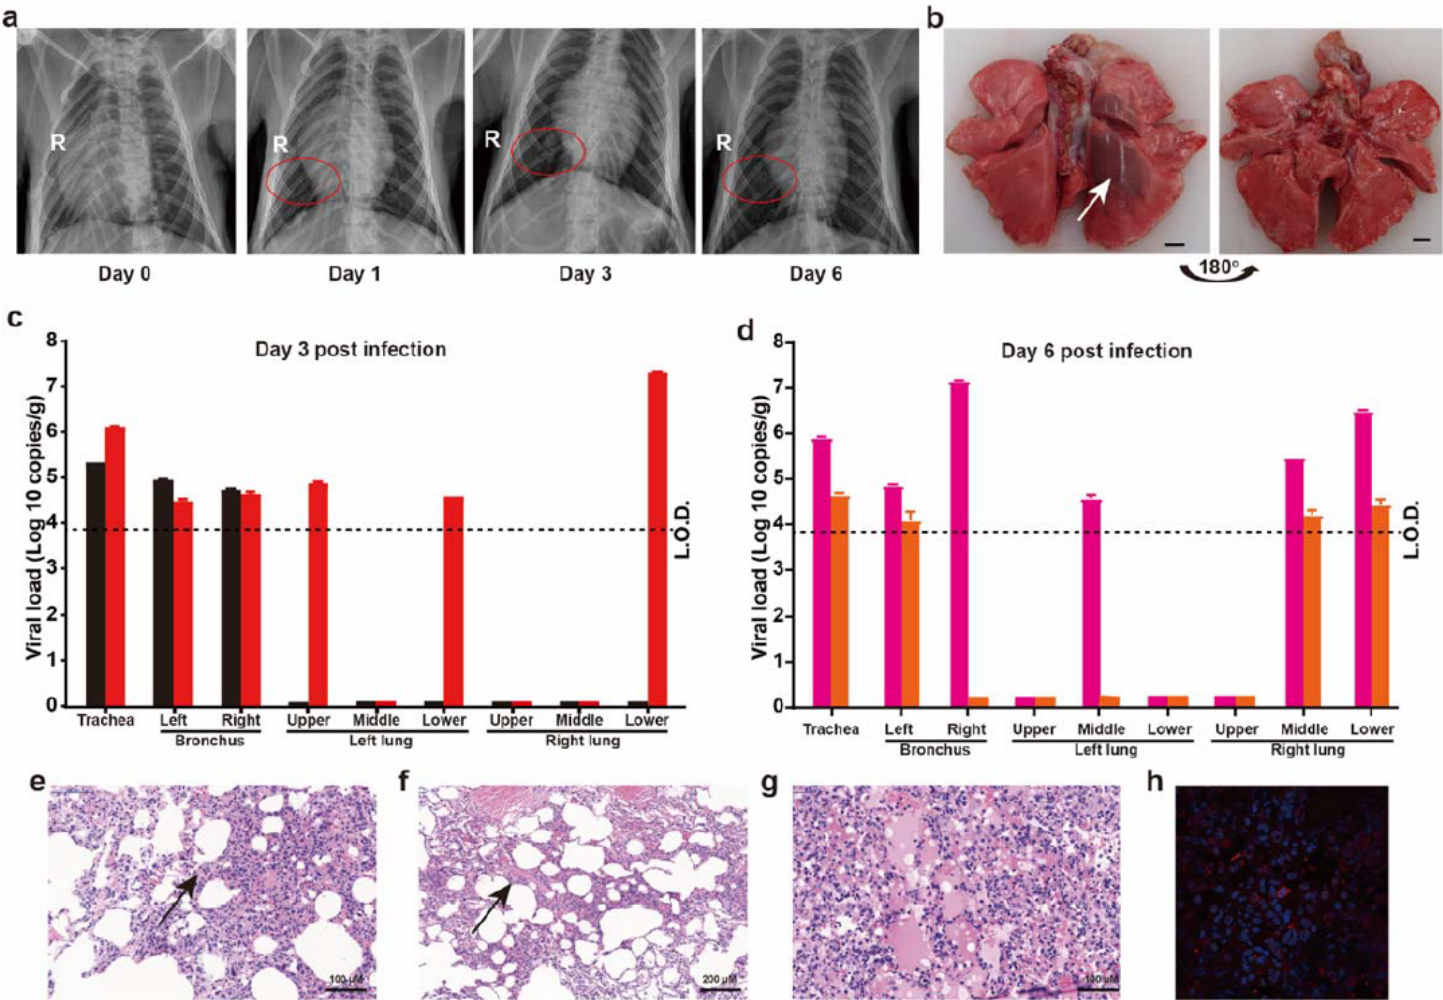 a
R
R
R
R
Day 0
Day 1
Day 3
Day 6
b
180°
c
Day 3 post infection
Viral load (Log 10 copies/g)
8
7
6
5
4
3
2
1
0
L.O.D.
Trachea Left Right Upper Middle Lower Upper Middle Lower
Bronchus Left lung Right lung
d
Day 6 post infection
Viral load (Log 10 copies/g)
8
7
6
5
4
3
2
1
0
L.O.D.
Trachea Left Right Upper Middle Lower Upper Middle Lower
Bronchus Left lung Right lung
e
100 µM
f
200 µM
g
100 µM
h